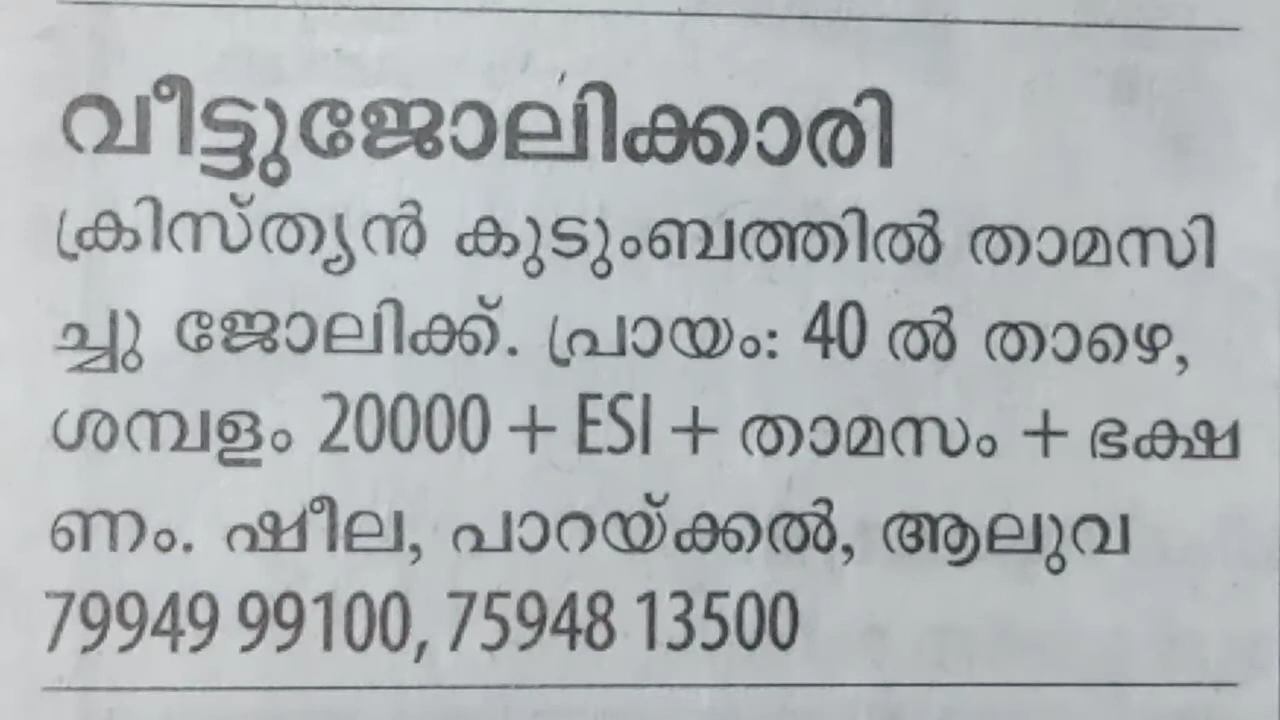 വീട്ടുജോലിക്കാരി
ക്രിസ്ത്യൻ കുടുംബത്തിൽ താമസി
ച്ചു ജോലിക്ക്. പ്രായം: 40 ൽ താഴെ,
ശമ്പളം 20000 + ESI + താമസം + ഭക്ഷ
ണം. ഷീല, പാറയ്ക്കൽ, ആലുവ
79949 99100, 75948 13500